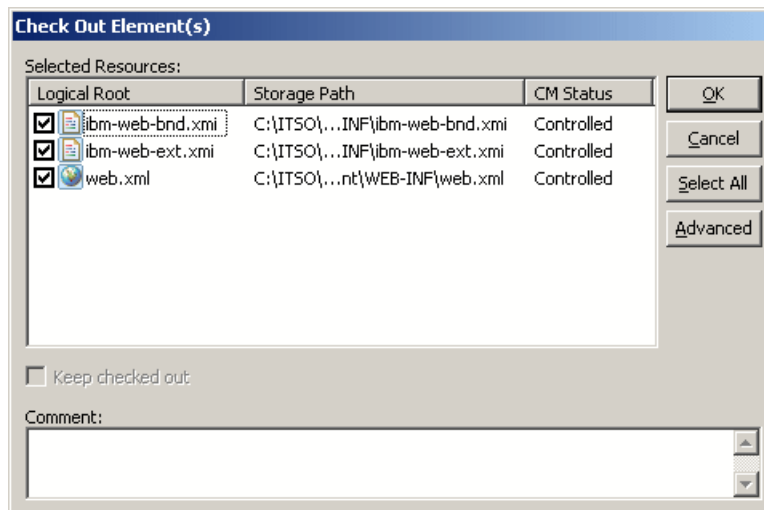 Check Out Element(s)
Selected Resources:
Logical Root Storage Path CM Status
ibm-web-bnd.xmi C:\ITSO\...INF\ibm-web-bnd.xmi Controlled
ibm-web-ext.xmi C:\ITSO\...INF\ibm-web-ext.xmi Controlled
web.xml C:\ITSO\...nt\WEB-INF\web.xml Controlled
OK
Cancel
Select All
Advanced
Keep checked out
Comment: